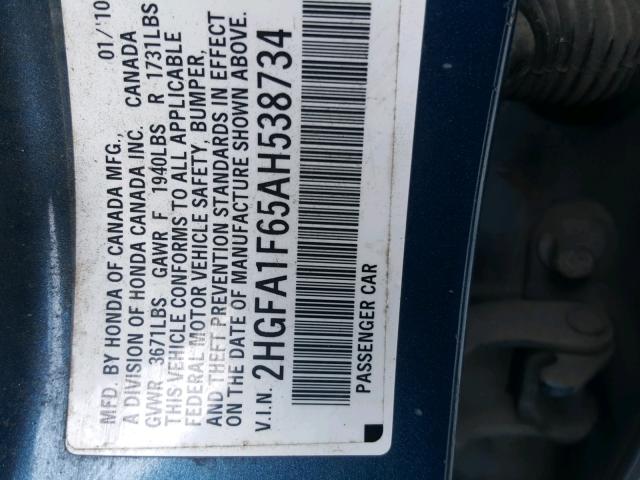 MFD. BY HONDA OF CANADA MFG., 01/'10
A DIVISION OF HONDA CANADA INC. CANADA
GVWR 3671LBS GAWR F 1940LBS R 1731LBS
THIS VEHICLE CONFORMS TO ALL APPLICABLE
FEDERAL MOTOR VEHICLE SAFETY, BUMPER,
AND THEFT PREVENTION STANDARDS IN EFFECT
ON THE DATE OF MANUFACTURE SHOWN ABOVE.
V.I.N. 2HGFA1F65AH538734
PASSENGER CAR